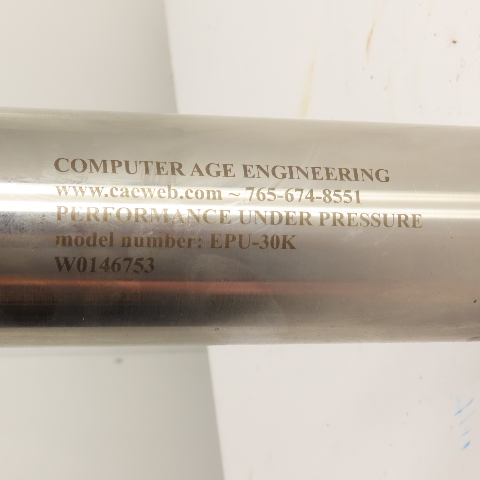 COMPUTER AGE ENGINEERING
www.caeweb.com ~ 765-674-8551
PERFORMANCE UNDER PRESSURE
model number: EPU-30K
W0146753